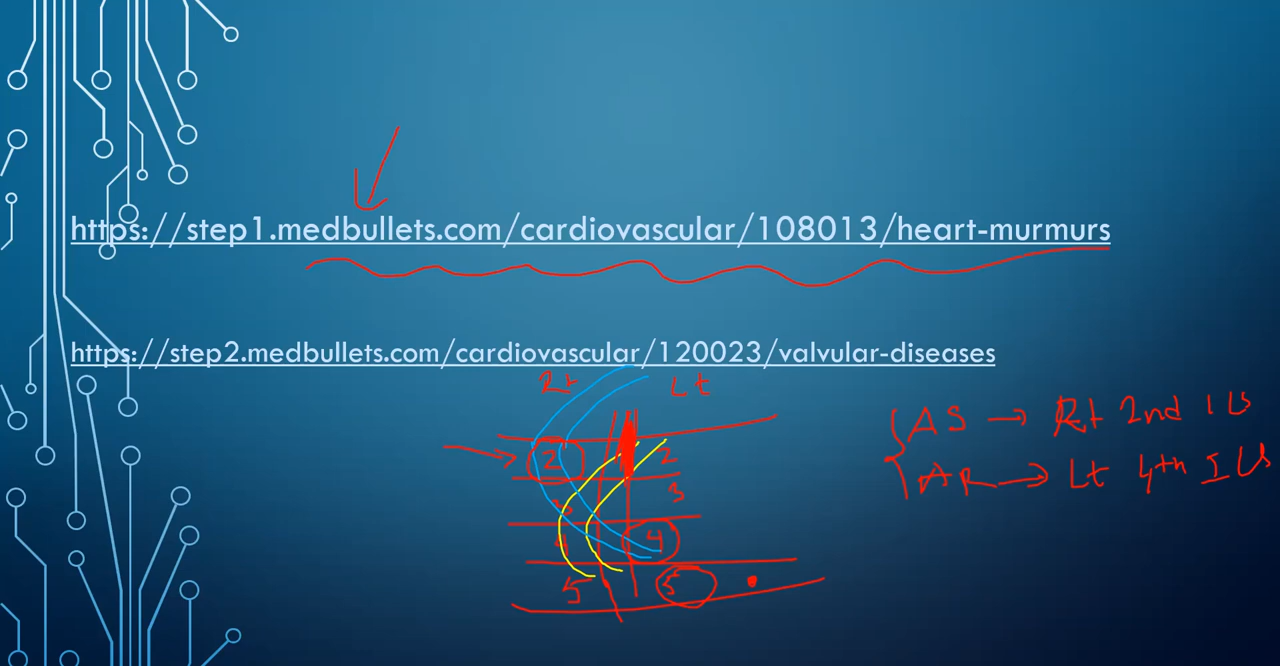 https://step1.medbullets.com/cardiovascular/108013/heart-murmurs
https://step2.medbullets.com/cardiovascular/120023/valvular-diseases
Rt Lt
AS → Rt 2nd ICS
2 2
AR → Lt 4th ICS
3 3
4 4
5 5